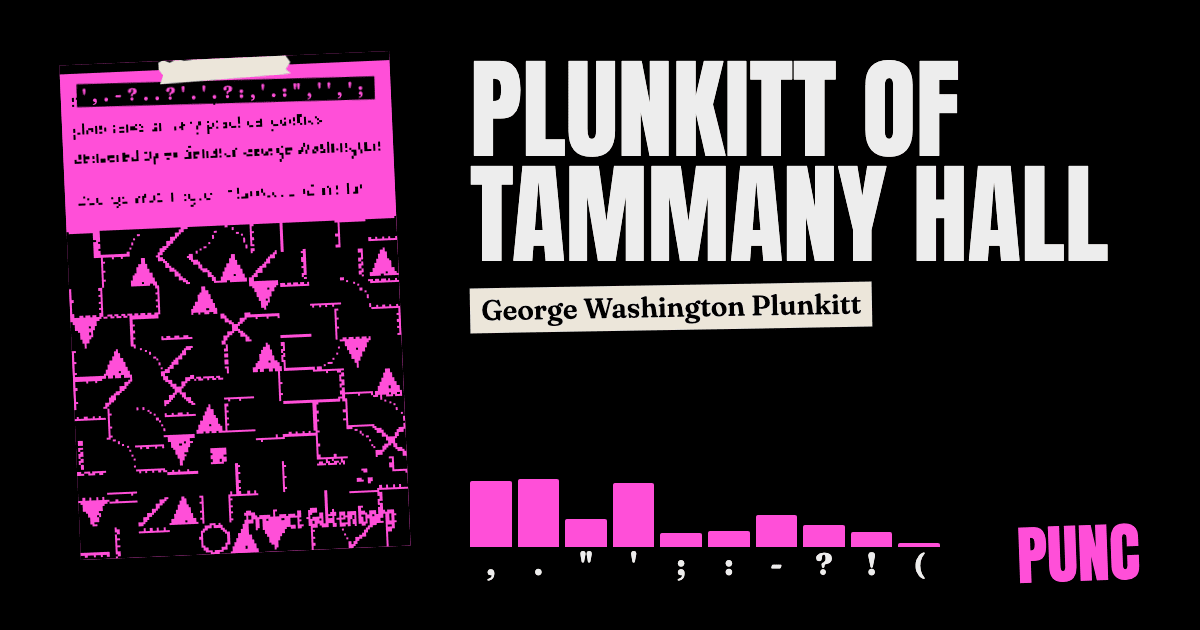 PLUNKITT OF
TAMMANY HALL
George Washington Plunkitt
Project Gutenberg
, . " ' ; : - ? ! (
PUNC